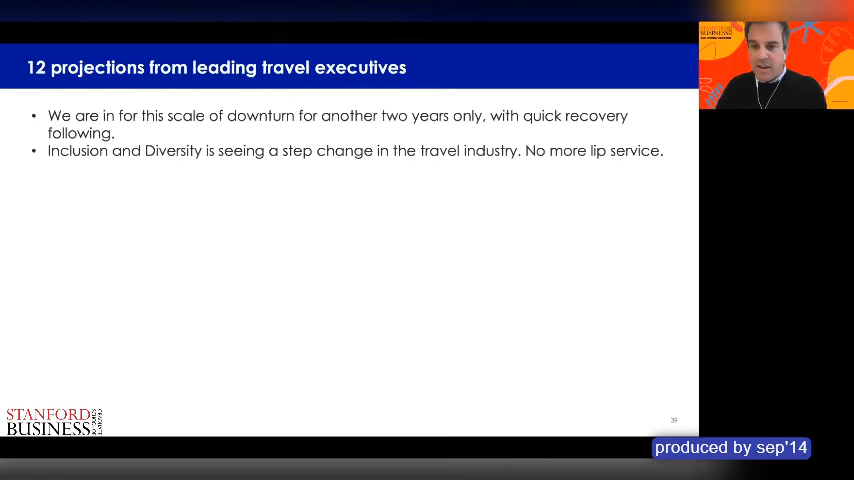 12 projections from leading travel executives
• We are in for this scale of downturn for another two years only, with quick recovery
following.
• Inclusion and Diversity is seeing a step change in the travel industry. No more lip service.
STANFORD
BUSINESS
39
produced by sep'14
STANFORD
BUSINESS